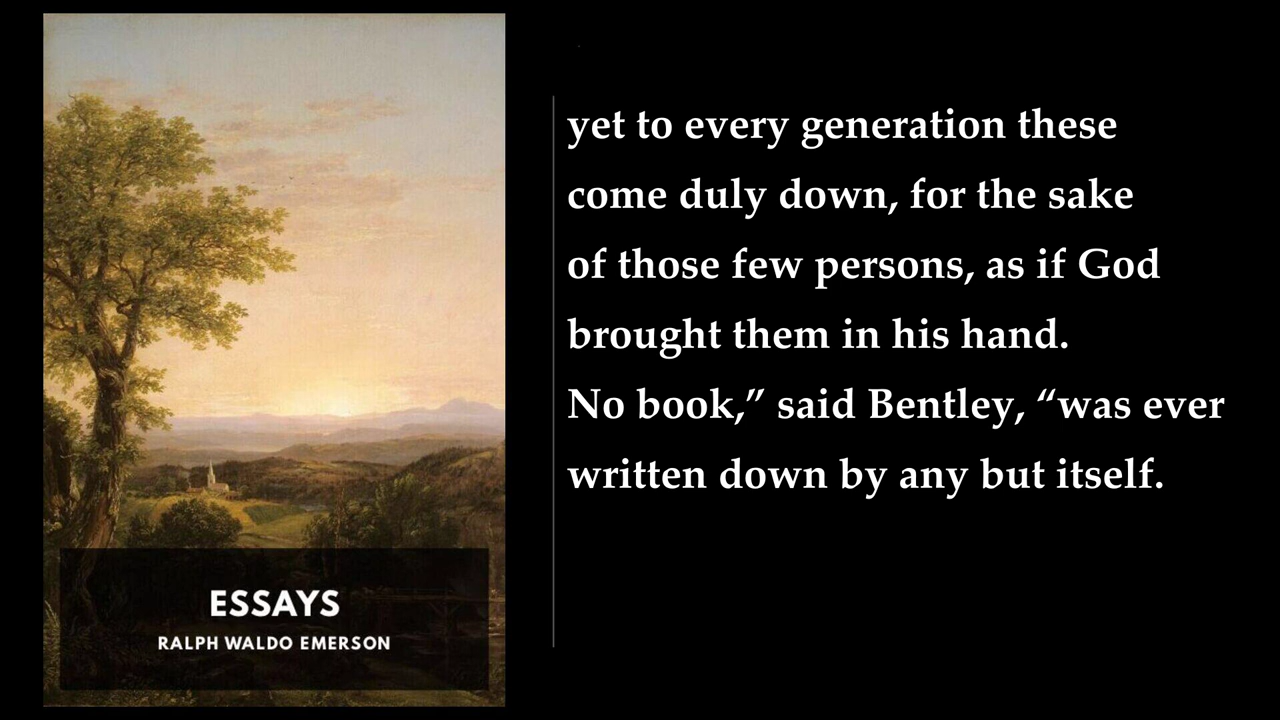 ESSAYS
RALPH WALDO EMERSON
yet to every generation these
come duly down, for the sake
of those few persons, as if God
brought them in his hand.
No book,” said Bentley, “was ever
written down by any but itself.